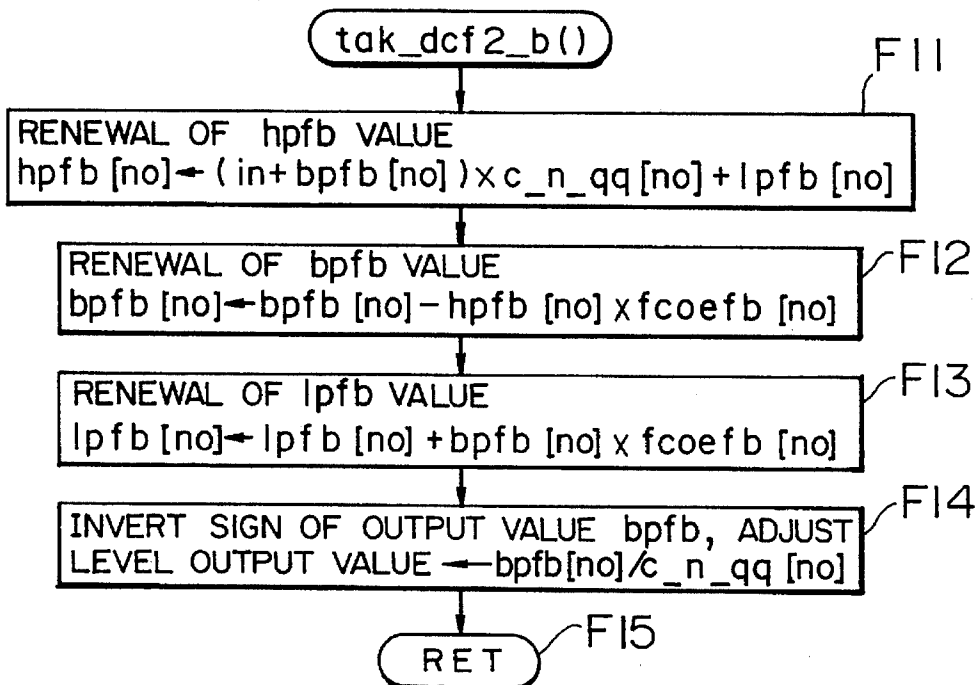 tak_dcf2_b()
F11
RENEWAL OF hpfb VALUE
hpfb [no]←(in+bpfb[no])×c_n_qq[no]+lpfb[no]
F12
RENEWAL OF bpfb VALUE
bpfb [no]←bpfb [no]−hpfb [no]×fcoefb [no]
F13
RENEWAL OF lpfb VALUE
lpfb [no]←lpfb [no]+bpfb [no]×fcoefb [no]
F14
INVERT SIGN OF OUTPUT VALUE bpfb, ADJUST
LEVEL OUTPUT VALUE ←bpfb[no]/c_n_qq [no]
F15
RET